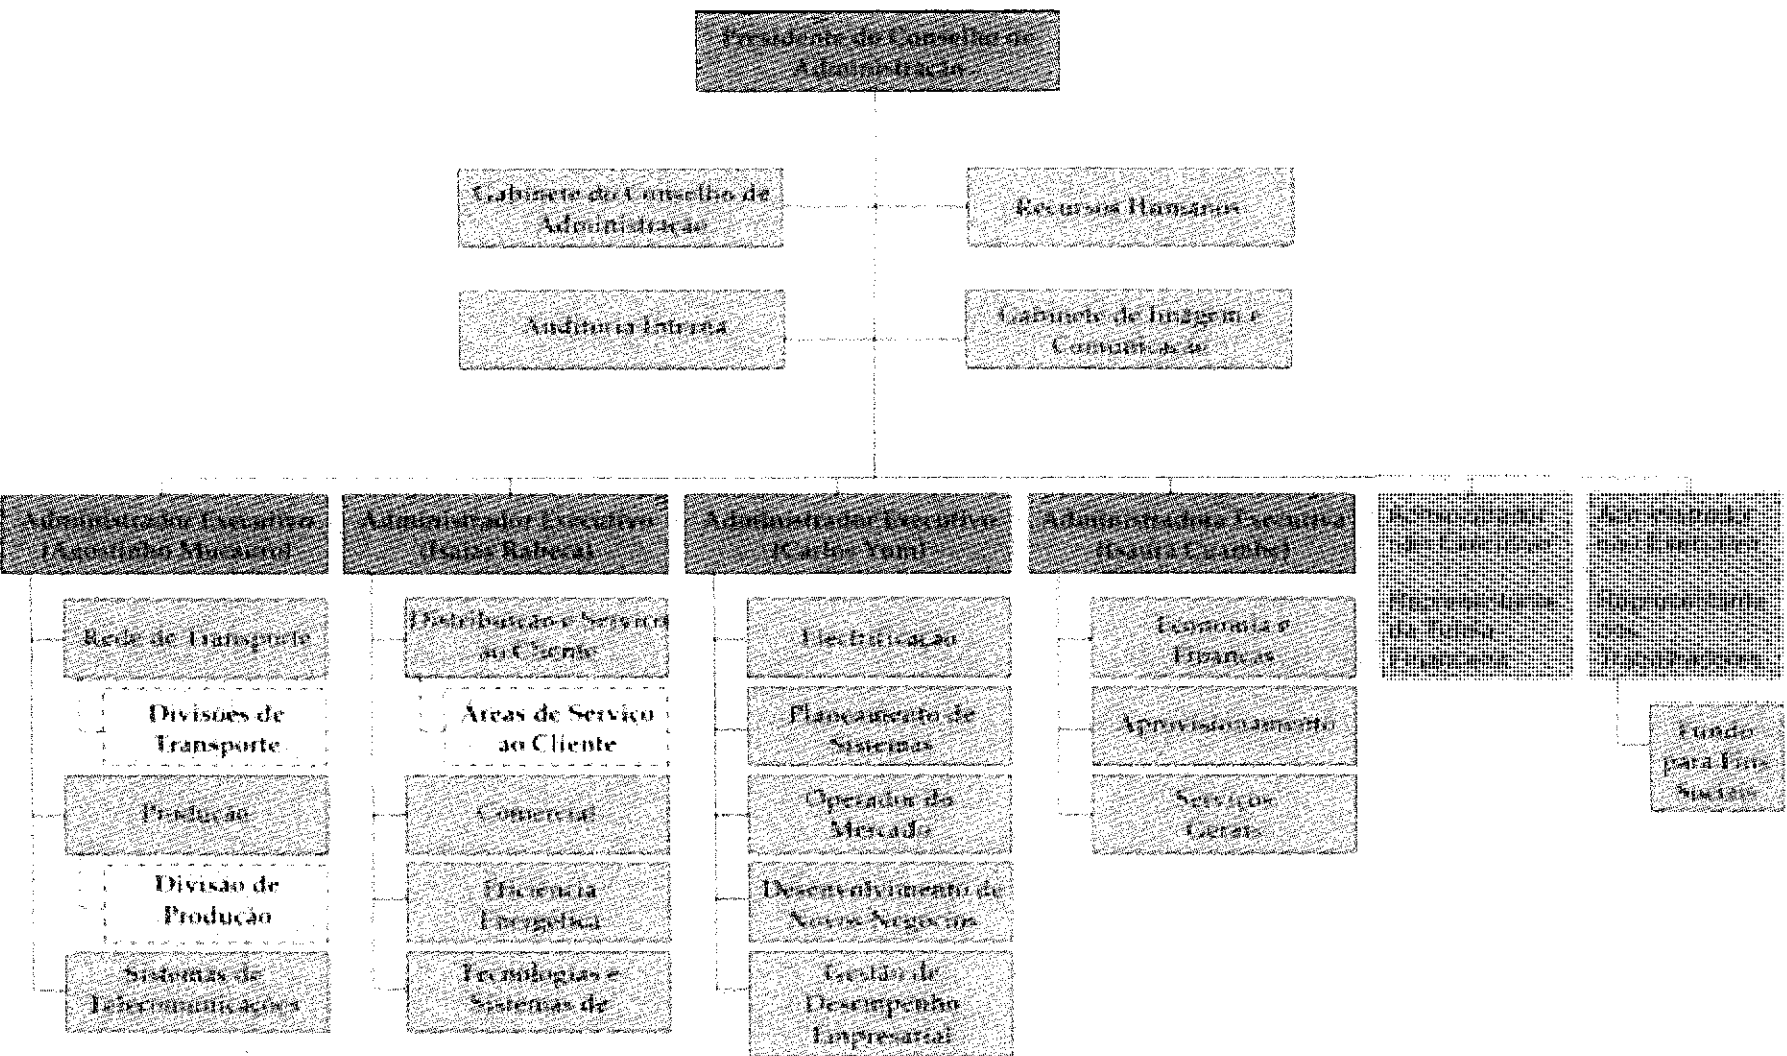 Presidente do Conselho de
Administração
Gabinete do Conselho de
Administração
Recursos Humanos
Auditoria Interna
Gabinete de Imagem e
Comunicação
Administrador Executivo
(Agostinho
Administrador Executivo
(Isaías Rabeca)
Administrador Executivo
(Carlos Yum)
Administradora Executiva
(Isaura
Rede de Transporte
Divisões de
Transporte
Produção
Divisão de
Produção
Sistemas de
Telecomunicações
Distribuição e Serviço
ao Cliente
Áreas de Serviço
ao Cliente
Comercial
Eficiência
Energética
Tecnologias e
Sistemas de
Electrificação
Planeamento de
Sistemas
Operador do
Mercado
Desenvolvimento de
Novos Negócios
Gestão de
Desempenho
Empresarial
Economia e
Finanças
Aprovisionamento
Serviços
Gerais
Fundo
para Fins
Sociais